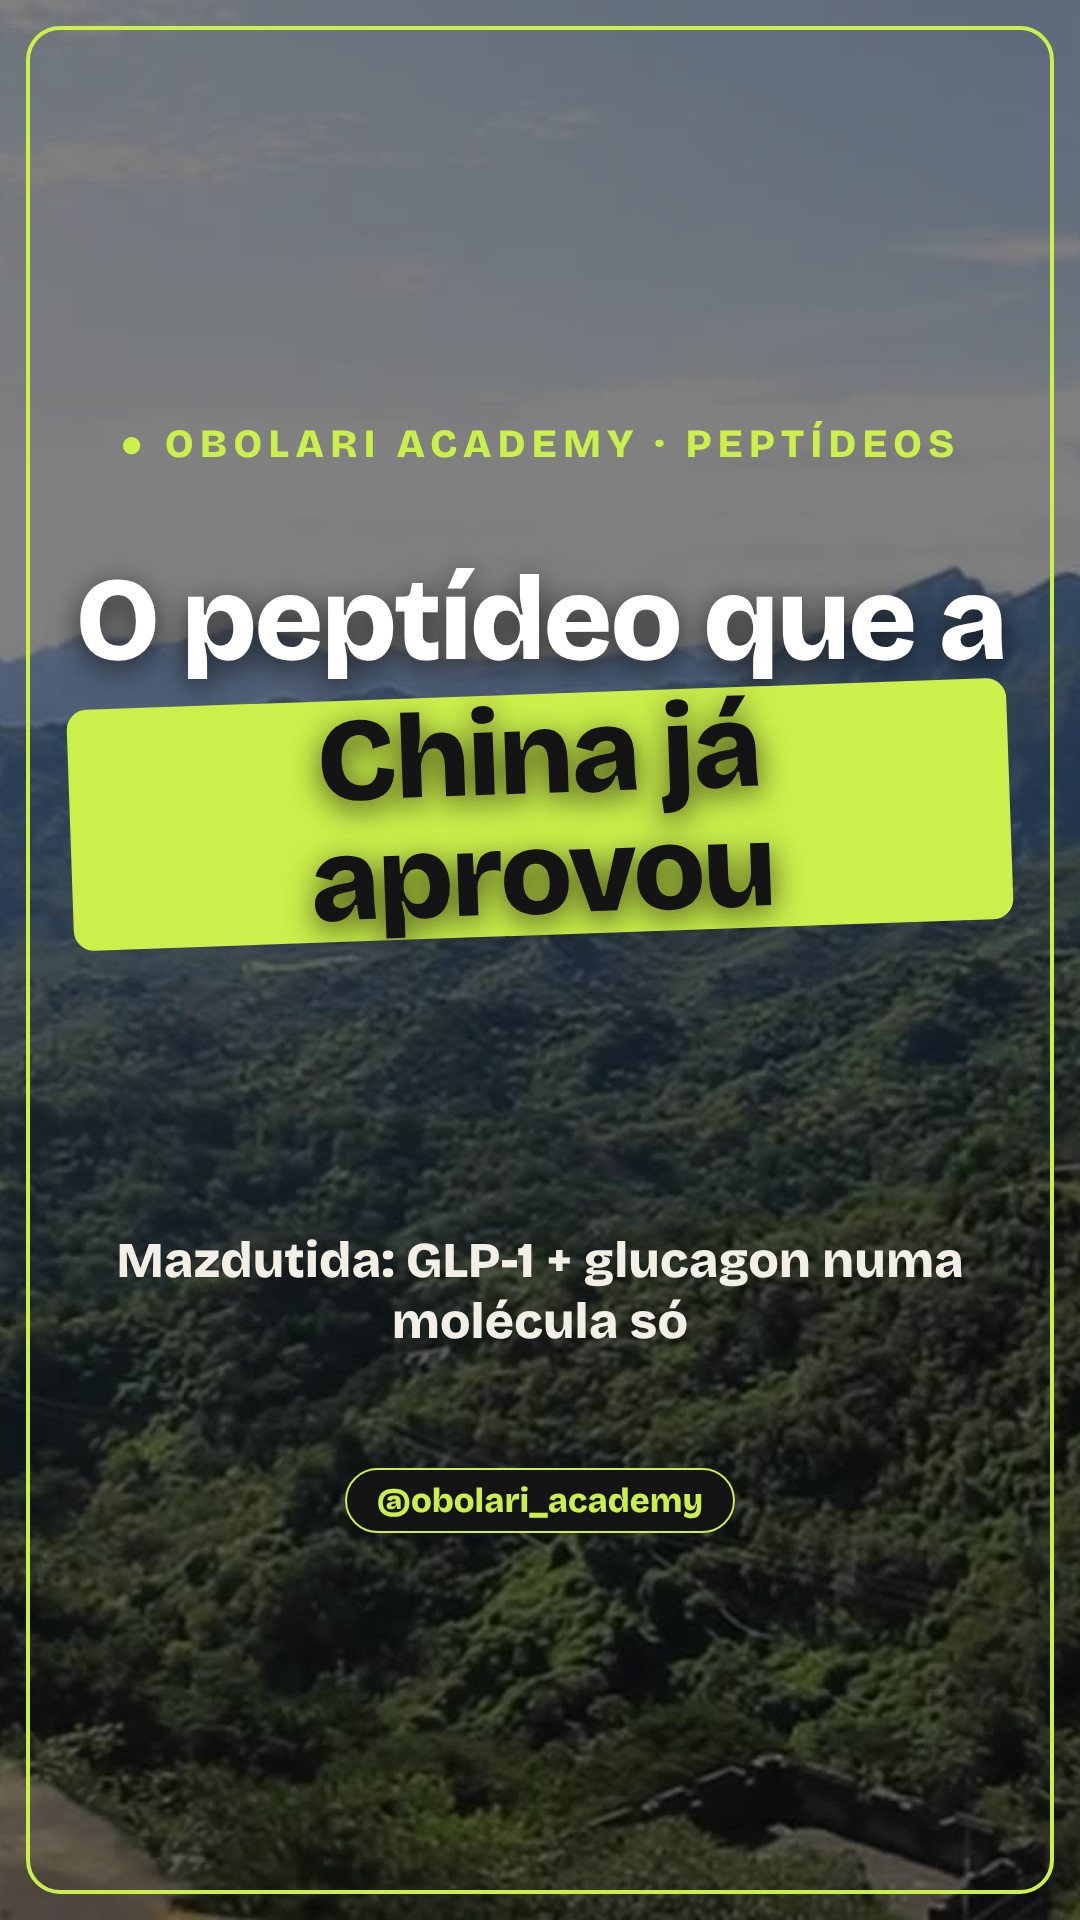 • OBOLARI ACADEMY · PEPTÍDEOS
O peptídeo que a
China já
aprovou
Mazdutida: GLP-1 + glucagon numa
molécula só
@obolari_academy